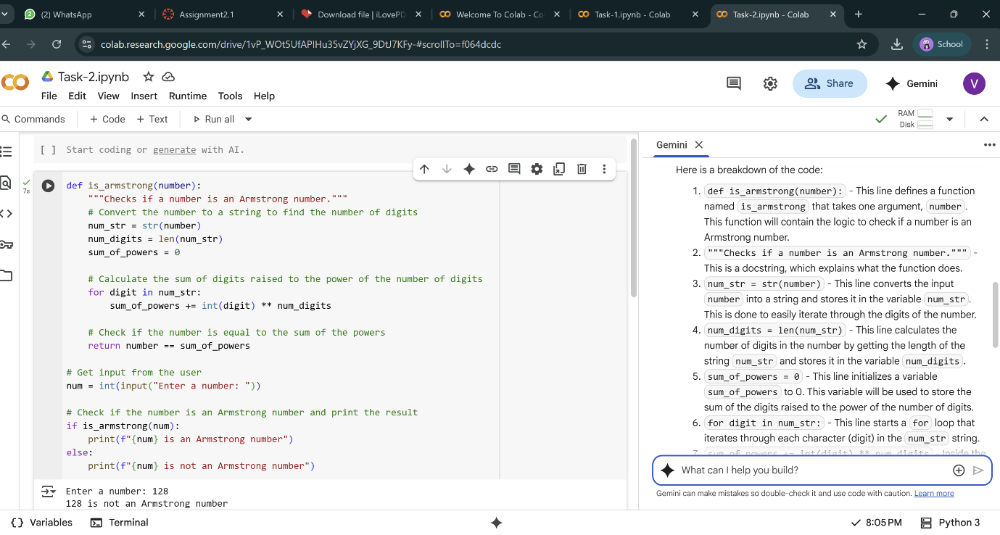 (2) WhatsApp
Assignment2.1
Download file | iLovePD
Welcome To Colab - Co
Task-1.ipynb - Colab
Task-2.ipynb - Colab
colab.research.google.com/drive/1vP_WOt5UfAPlHu35vZYjXG_9DtJ7KFy-#scrollTo=f064dcdc
School
Task-2.ipynb
File Edit View Insert Runtime Tools Help
Share
Gemini
V
Commands + Code + Text Run all
RAM
Disk
[ ] Start coding or generate with AI.
7s
def is_armstrong(number):
    """Checks if a number is an Armstrong number."""
    # Convert the number to a string to find the number of digits
    num_str = str(number)
    num_digits = len(num_str)
    sum_of_powers = 0
    # Calculate the sum of digits raised to the power of the number of digits
    for digit in num_str:
        sum_of_powers += int(digit) ** num_digits
    # Check if the number is equal to the sum of the powers
    return number == sum_of_powers
# Get input from the user
num = int(input("Enter a number: "))
# Check if the number is an Armstrong number and print the result
if is_armstrong(num):
    print(f"{num} is an Armstrong number")
else:
    print(f"{num} is not an Armstrong number")
Enter a number: 128
128 is not an Armstrong number
Gemini
Here is a breakdown of the code:
1. def is_armstrong(number): - This line defines a function
named is_armstrong that takes one argument, number.
This function will contain the logic to check if a number is an
Armstrong number.
2. """Checks if a number is an Armstrong number.""" -
This is a docstring, which explains what the function does.
3. num_str = str(number) - This line converts the input
number into a string and stores it in the variable num_str.
This is done to easily iterate through the digits of the number.
4. num_digits = len(num_str) - This line calculates the
number of digits in the number by getting the length of the
string num_str and stores it in the variable num_digits.
5. sum_of_powers = 0 - This line initializes a variable
sum_of_powers to 0. This variable will be used to store the
sum of the digits raised to the power of the number of digits.
6. for digit in num_str: - This line starts a for loop that
iterates through each character (digit) in the num_str string.
7. sum_of_powers += int(digit) ** num_digits - Inside the
What can I help you build?
Gemini can make mistakes so double-check it and use code with caution. Learn more
Variables Terminal
8:05 PM Python 3